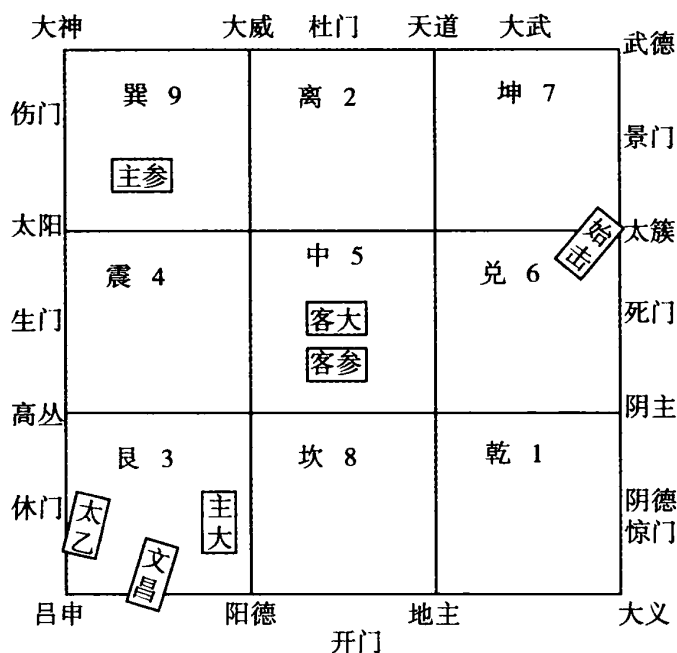 大神 大威 杜门 天道 大武 武德
伤门 巽 9 离 2 坤 7 景门
主参
太阳 始击 太簇
震 4 中 5 兑 6
生门 客大 死门
客参
高丛 阴主
艮 3 坎 8 乾 1
休门 太乙 主大 阴德
文昌 惊门
吕申 阳德 地主 大义
开门